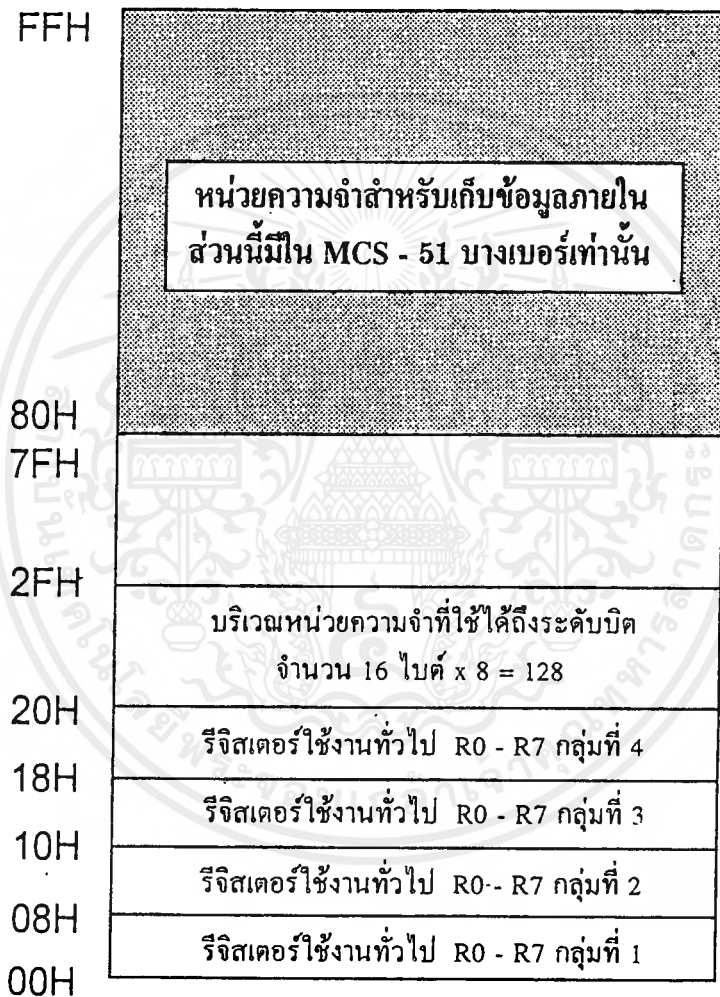 FFH
หน่วยความจำสำหรับเก็บข้อมูลภายใน
ส่วนนี้มีใน MCS - 51 บางเบอร์เท่านั้น
80H
7FH
2FH
บริเวณหน่วยความจำที่ใช้ได้ถึงระดับบิต
จำนวน 16 ไบต์ x 8 = 128
20H
รีจิสเตอร์ใช้งานทั่วไป R0 - R7 กลุ่มที่ 4
18H
รีจิสเตอร์ใช้งานทั่วไป R0 - R7 กลุ่มที่ 3
10H
รีจิสเตอร์ใช้งานทั่วไป R0 - R7 กลุ่มที่ 2
08H
รีจิสเตอร์ใช้งานทั่วไป R0 - R7 กลุ่มที่ 1
00H